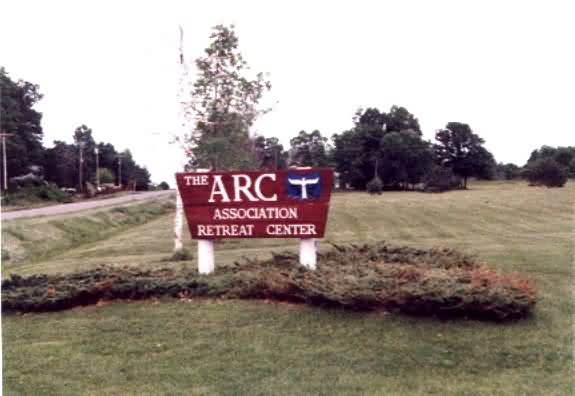 THE ARC
ASSOCIATION
RETREAT CENTER